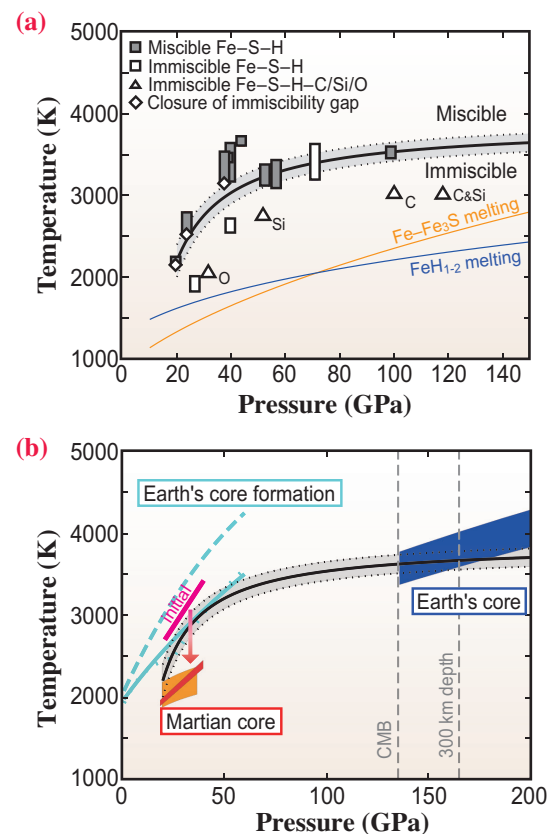 (a)
5000
4000
3000
2000
1000
Temperature (K)
Miscible Fe–S–H
Immiscible Fe–S–H
Immiscible Fe–S–H–C/Si/O
Closure of immiscibility gap
Miscible
Immiscible
Si
C
C&Si
O
Fe–Fe3S melting
FeH1-2 melting
0 20 40 60 80 100 120 140
Pressure (GPa)
(b)
5000
4000
3000
2000
1000
Temperature (K)
Earth's core formation
Initial
Earth's core
Martian core
CMB
300 km depth
0 50 100 150 200
Pressure (GPa)